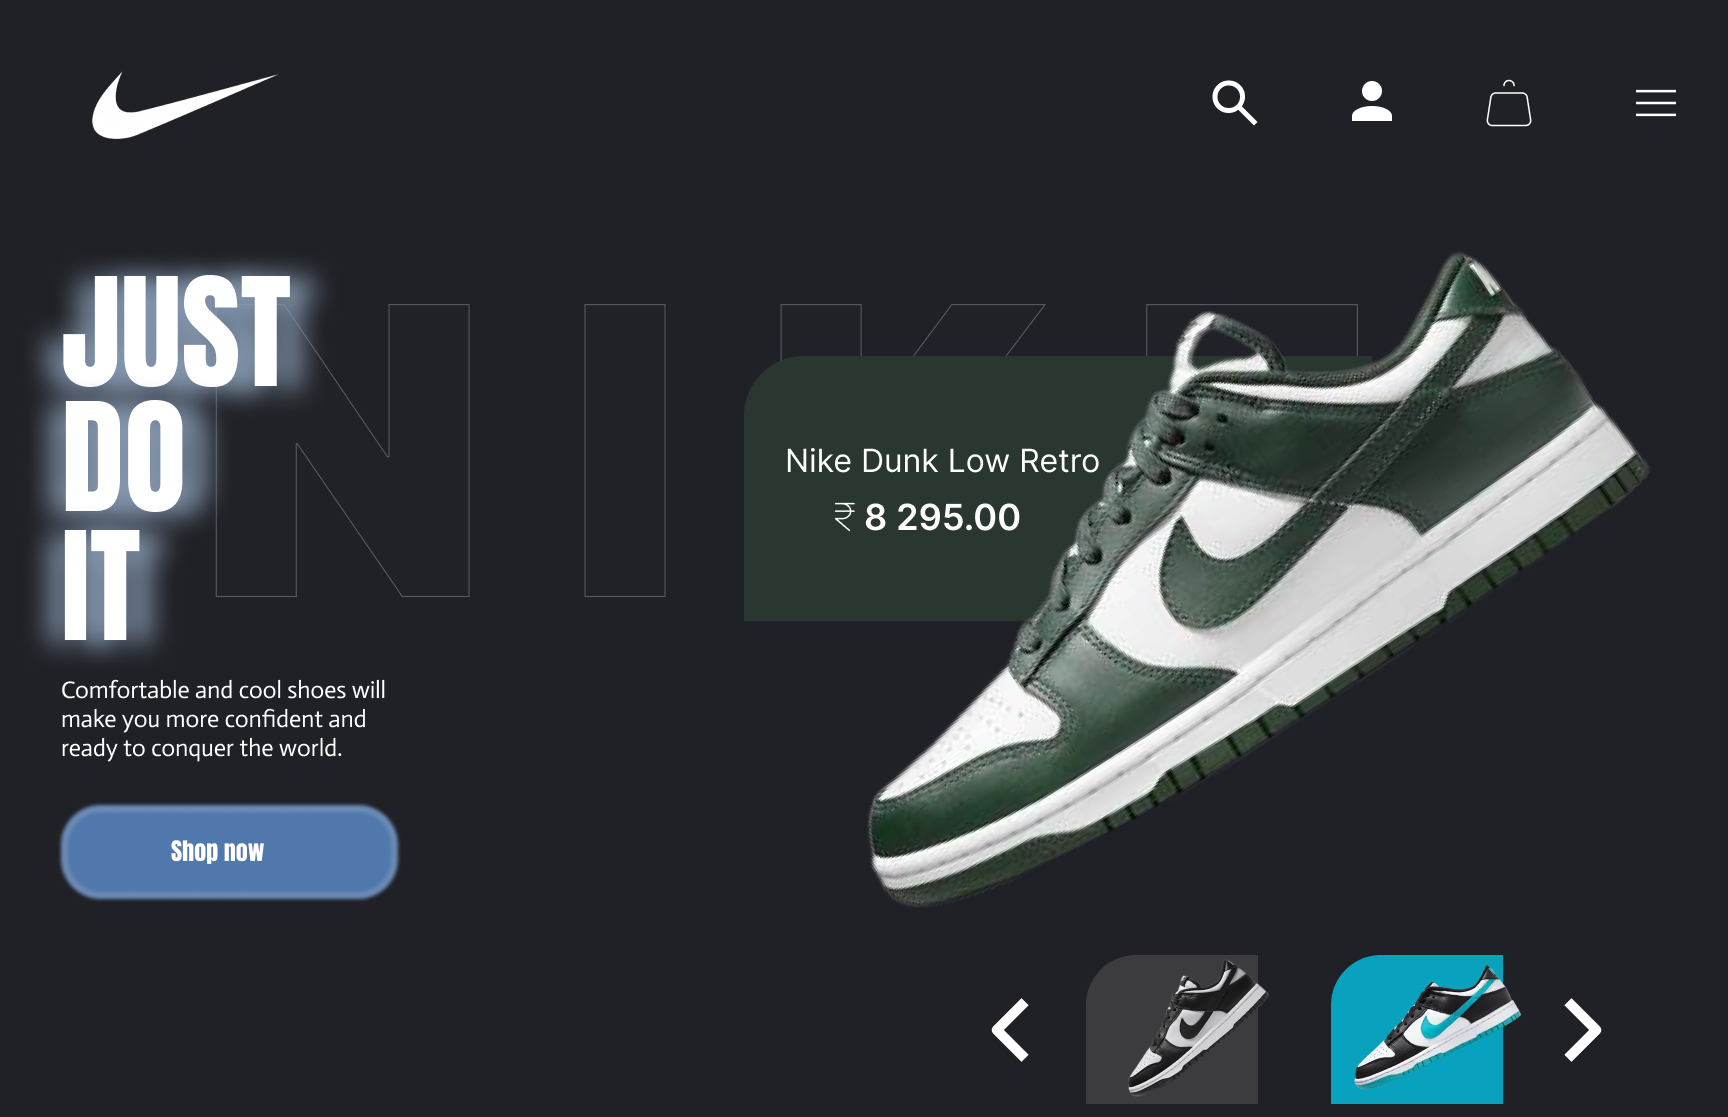 JUST
DO
IT
NIKE
Nike Dunk Low Retro
₹ 8 295.00
Comfortable and cool shoes will
make you more confident and
ready to conquer the world.
Shop now